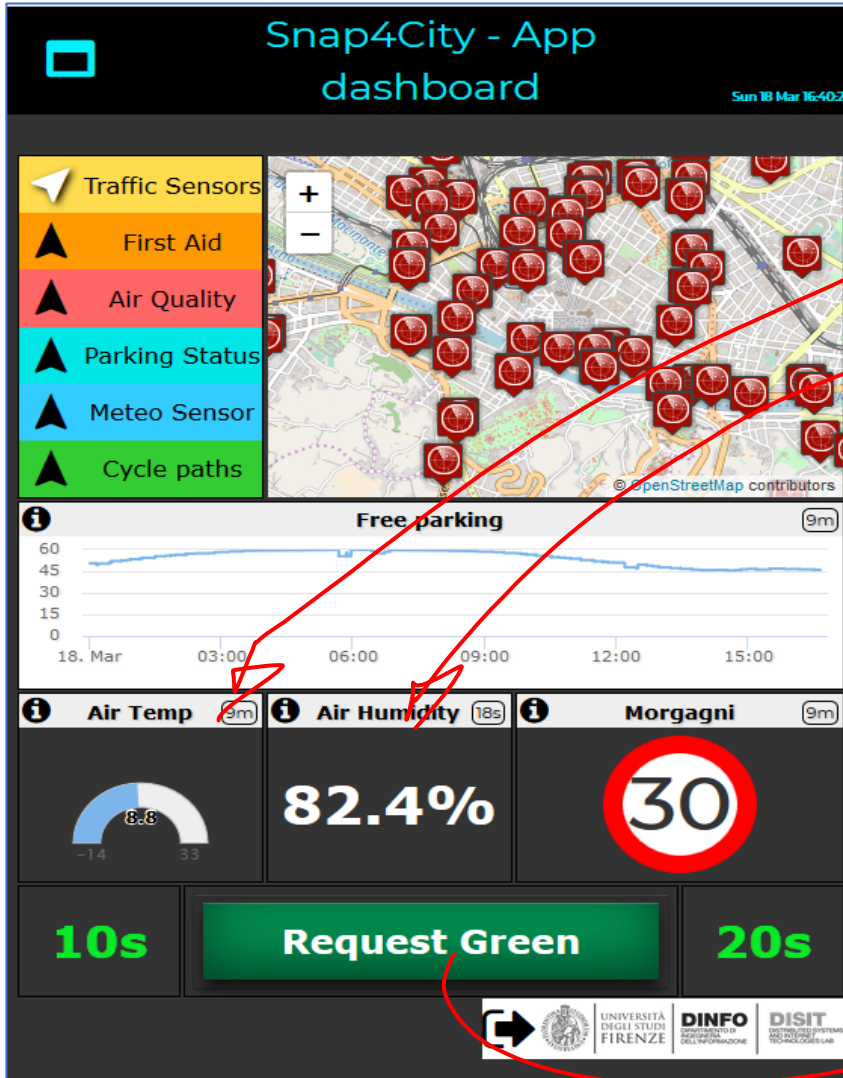 Snap4City - App
dashboard
Sun 18 Mar 16:40:2
Traffic Sensors
First Aid
Air Quality
Parking Status
Meteo Sensor
Cycle paths
+
−
© OpenStreetMap contributors
Free parking
9m
60
45
30
15
0
18. Mar
03:00
06:00
09:00
12:00
15:00
Air Temp
9m
8.8
-14
33
Air Humidity
18s
82.4%
Morgagni
9m
30
10s
Request Green
20s
UNIVERSITÀ
DEGLI STUDI
FIRENZE
DINFO
DIPARTIMENTO DI
INGEGNERIA
DELL'INFORMAZIONE
DISIT
DISTRIBUTED SYSTEMS
AND INTERNET
TECHNOLOGIES LAB